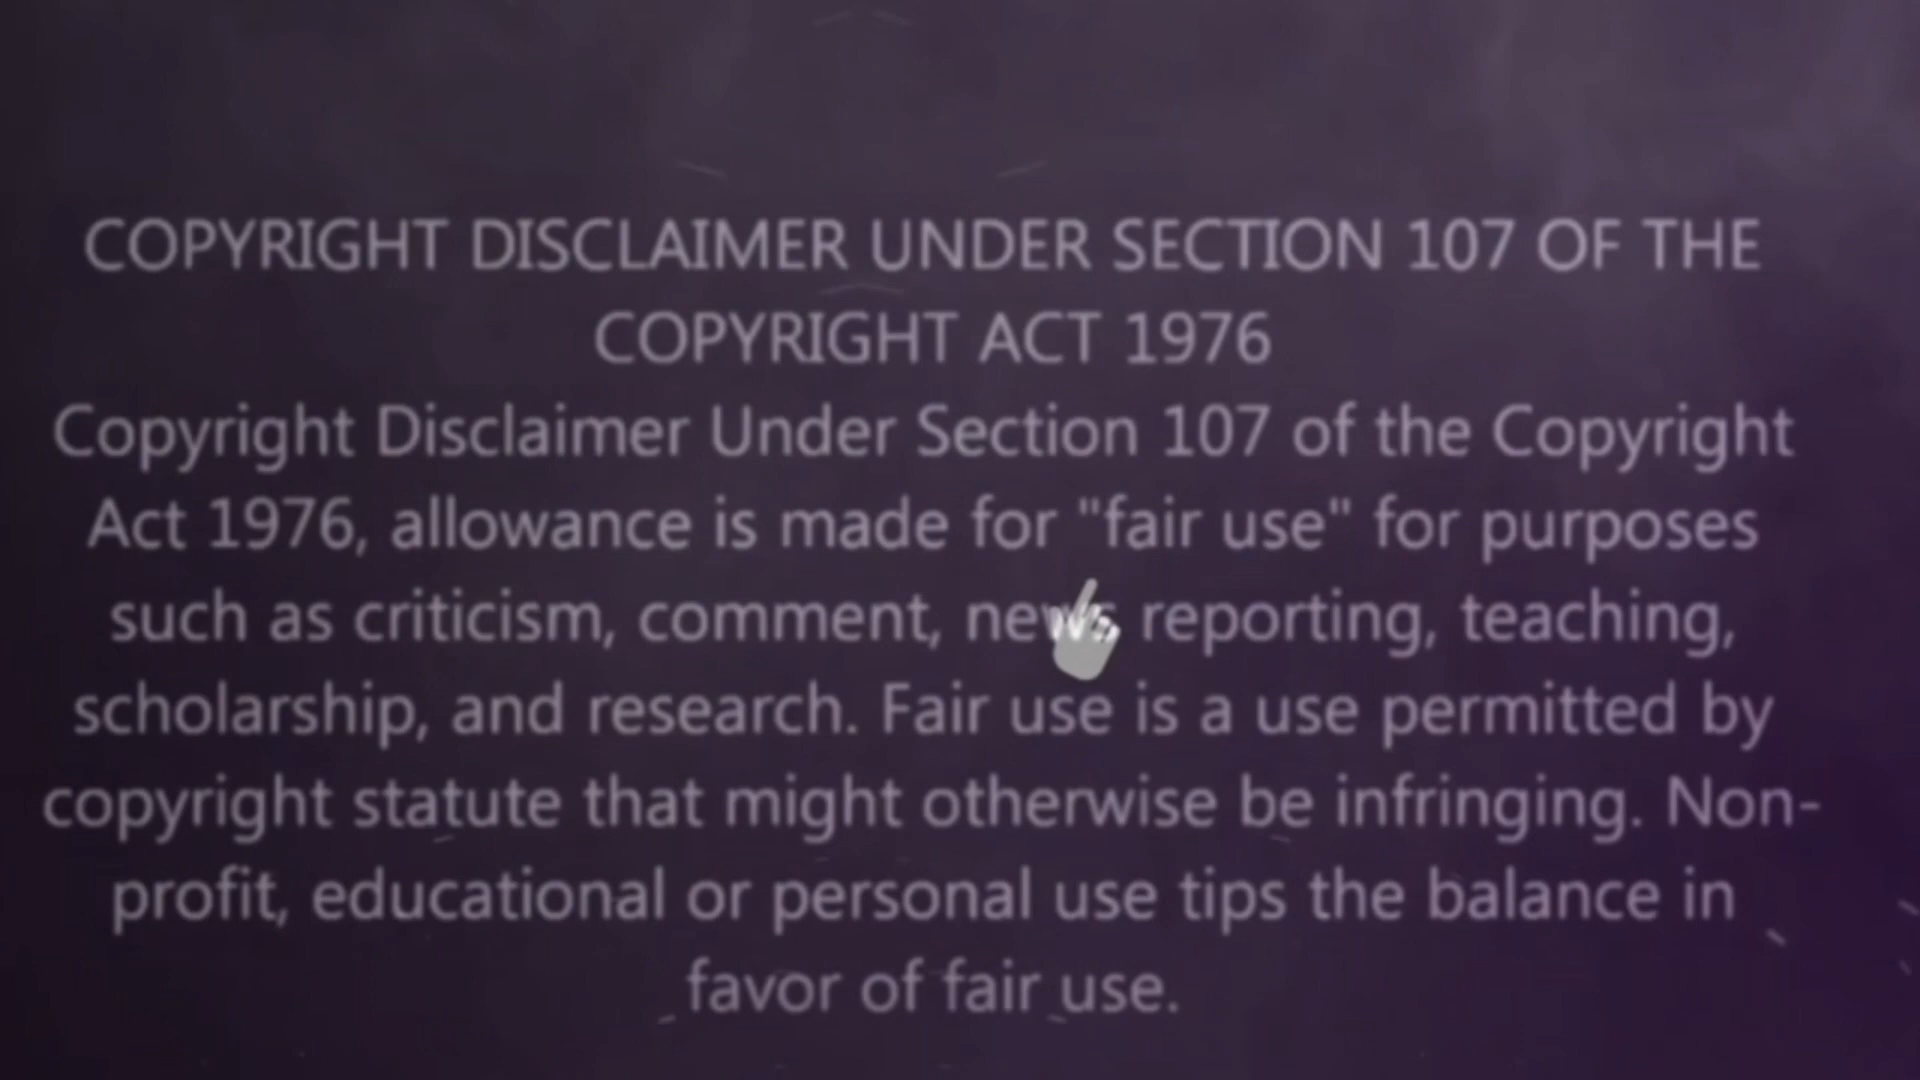 COPYRIGHT DISCLAIMER UNDER SECTION 107 OF THE
COPYRIGHT ACT 1976
Copyright Disclaimer Under Section 107 of the Copyright
Act 1976, allowance is made for "fair use" for purposes
such as criticism, comment, news reporting, teaching,
scholarship, and research. Fair use is a use permitted by
copyright statute that might otherwise be infringing. Non-
profit, educational or personal use tips the balance in
favor of fair use.